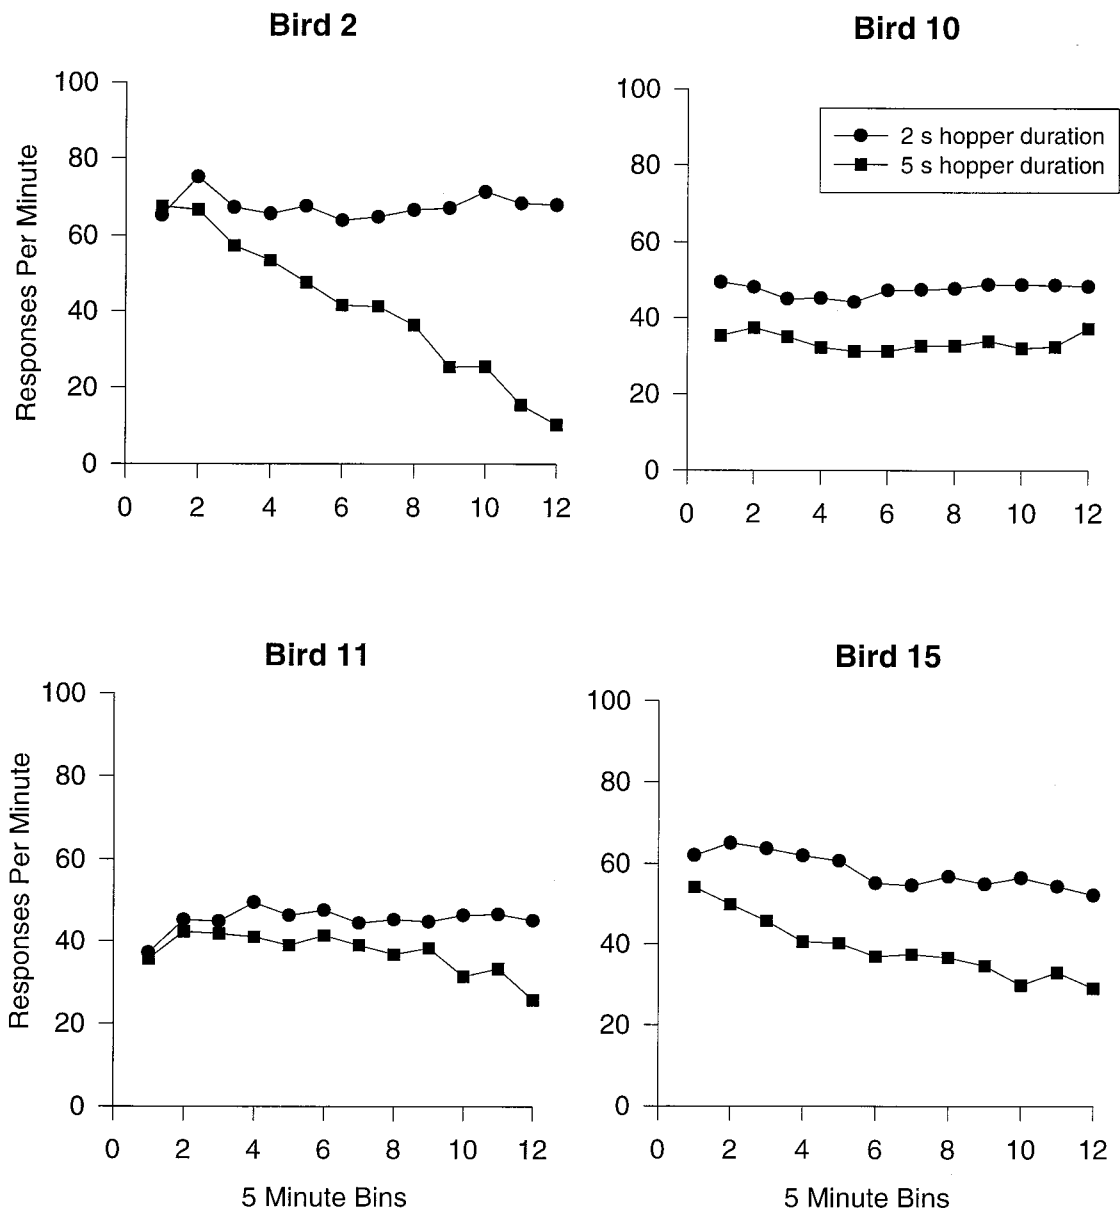 Bird 2
Responses Per Minute
100
80
60
40
20
0
0 2 4 6 8 10 12
Bird 10
2 s hopper duration
5 s hopper duration
100
80
60
40
20
0
0 2 4 6 8 10 12
Bird 11
Responses Per Minute
100
80
60
40
20
0
0 2 4 6 8 10 12
5 Minute Bins
Bird 15
100
80
60
40
20
0
0 2 4 6 8 10 12
5 Minute Bins